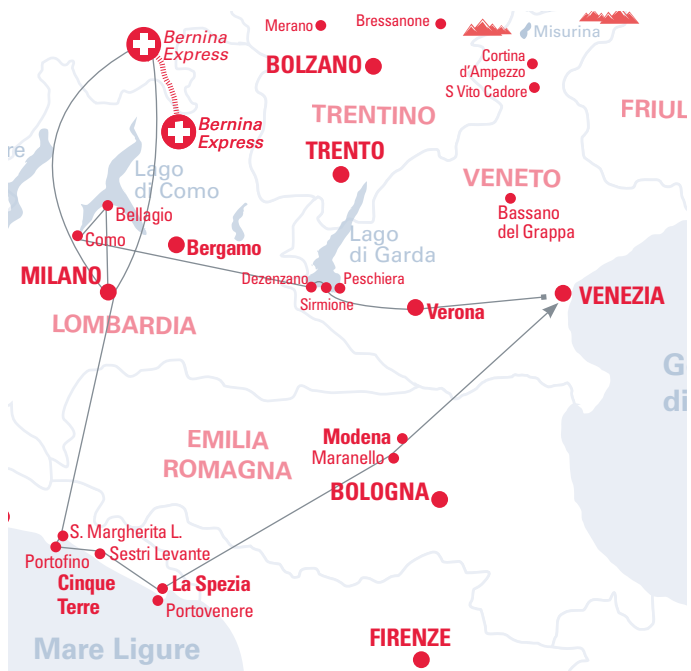 Bernina
Express
Merano
Bressanone
Misurina
BOLZANO
Cortina
d'Ampezzo
S Vito Cadore
TRENTINO
FRIUL
Bernina
Express
re
TRENTO
Lago
di Como
VENETO
Bellagio
Bassano
del Grappa
Como
Bergamo
Lago
di Garda
MILANO
Dezenzano
Peschiera
Sirmione
Verona
VENEZIA
LOMBARDIA
G
di
EMILIA
ROMAGNA
Modena
Maranello
BOLOGNA
S. Margherita L.
Portofino
Sestri Levante
Cinque
Terre
La Spezia
Portovenere
FIRENZE
Mare Ligure